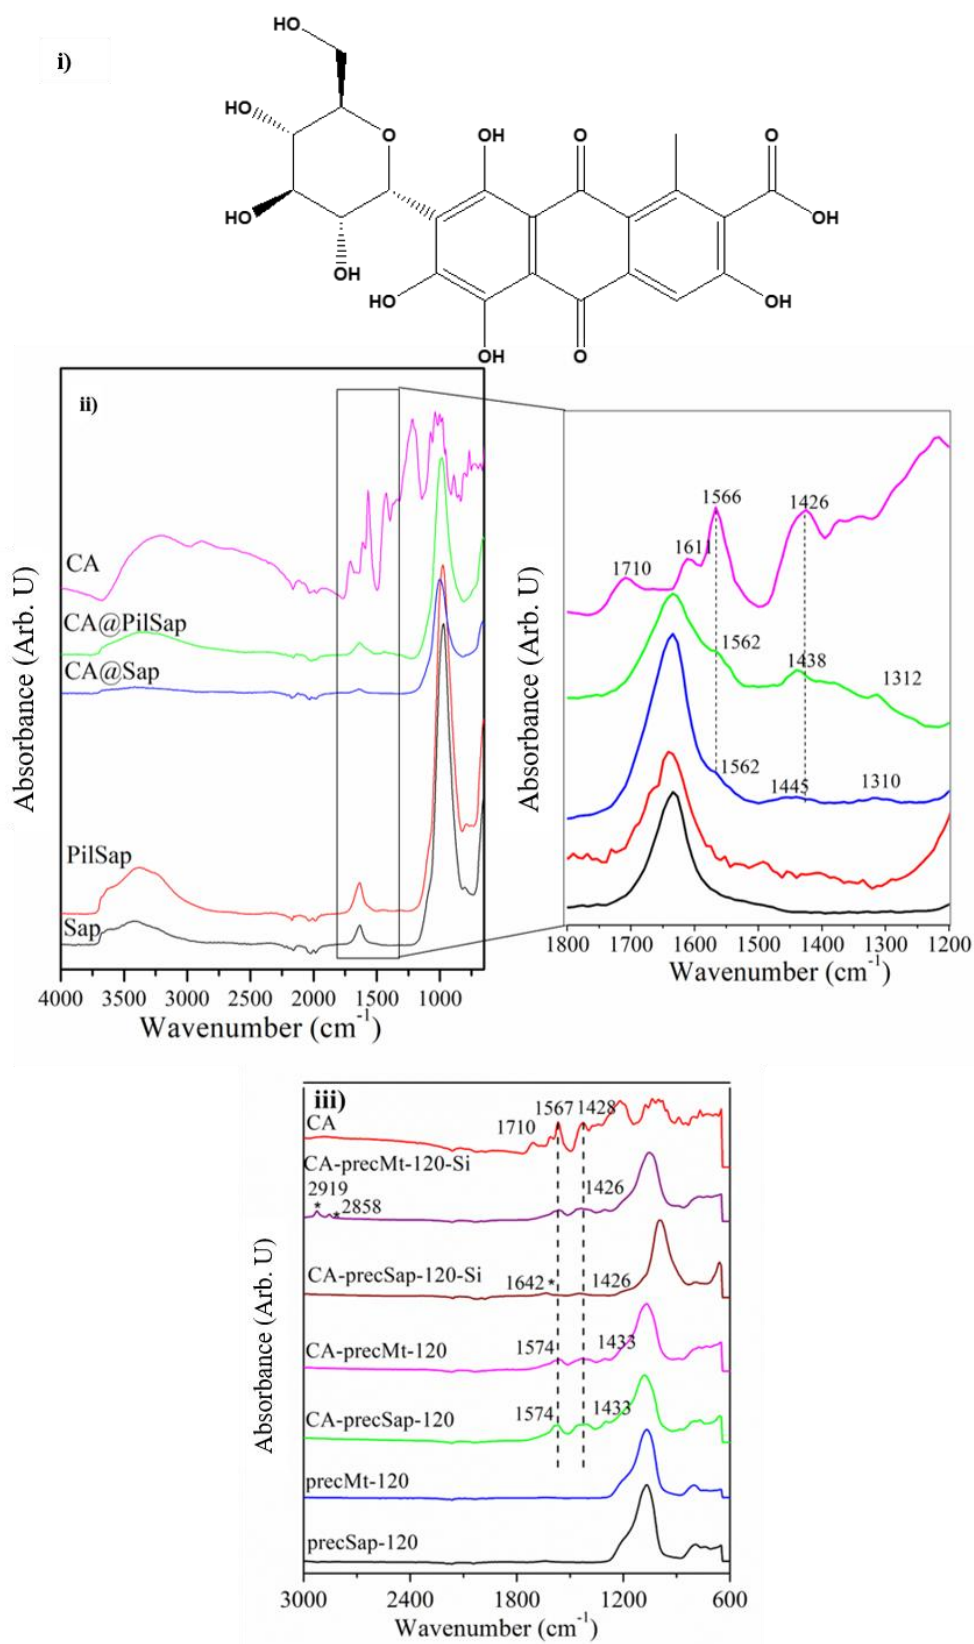 i)
HO
HO
O
OH
O
O
HO
OH
OH
HO
OH
OH
O
ii)
CA
CA@PilSap
CA@Sap
PilSap
Sap
Absorbance (Arb. U)
4000 3500 3000 2500 2000 1500 1000
Wavenumber (cm-1)
1566
1426
1611
1710
1562
1438
1312
1562
1445
1310
Absorbance (Arb. U)
1800 1700 1600 1500 1400 1300 1200
Wavenumber (cm-1)
iii)
CA
1710
1567
1428
CA-precMt-120-Si
2919
*
*2858
1426
CA-precSap-120-Si
1642 *
1426
CA-precMt-120
1574
1433
CA-precSap-120
1574
1433
precMt-120
precSap-120
Absorbance (Arb. U)
3000 2400 1800 1200 600
Wavenumber (cm-1)